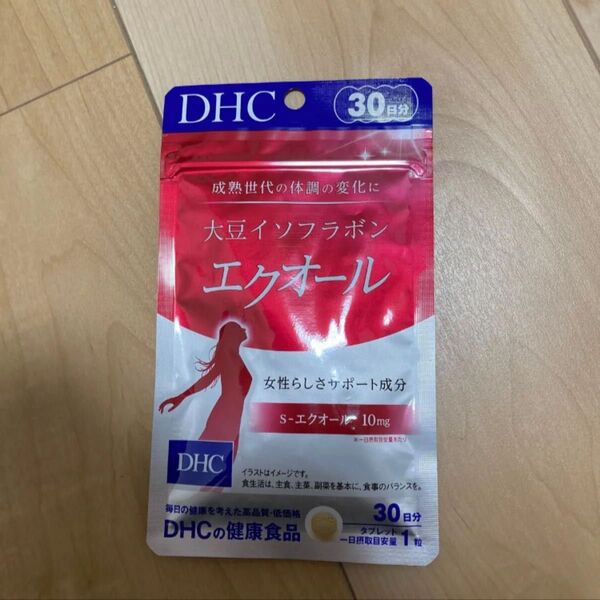 DHC
30日分
成熟世代の体調の変化に
大豆イソフラボン
エクオール
女性らしさサポート成分
S-エクオール* 10mg
*一日摂取目安量あたり
DHC
イラストはイメージです。
食生活は、主食、主菜、副菜を基本に、食事のバランスを。
毎日の健康を考えた高品質・低価格
DHCの健康食品
30日分
タブレット
一日摂取目安量 1粒